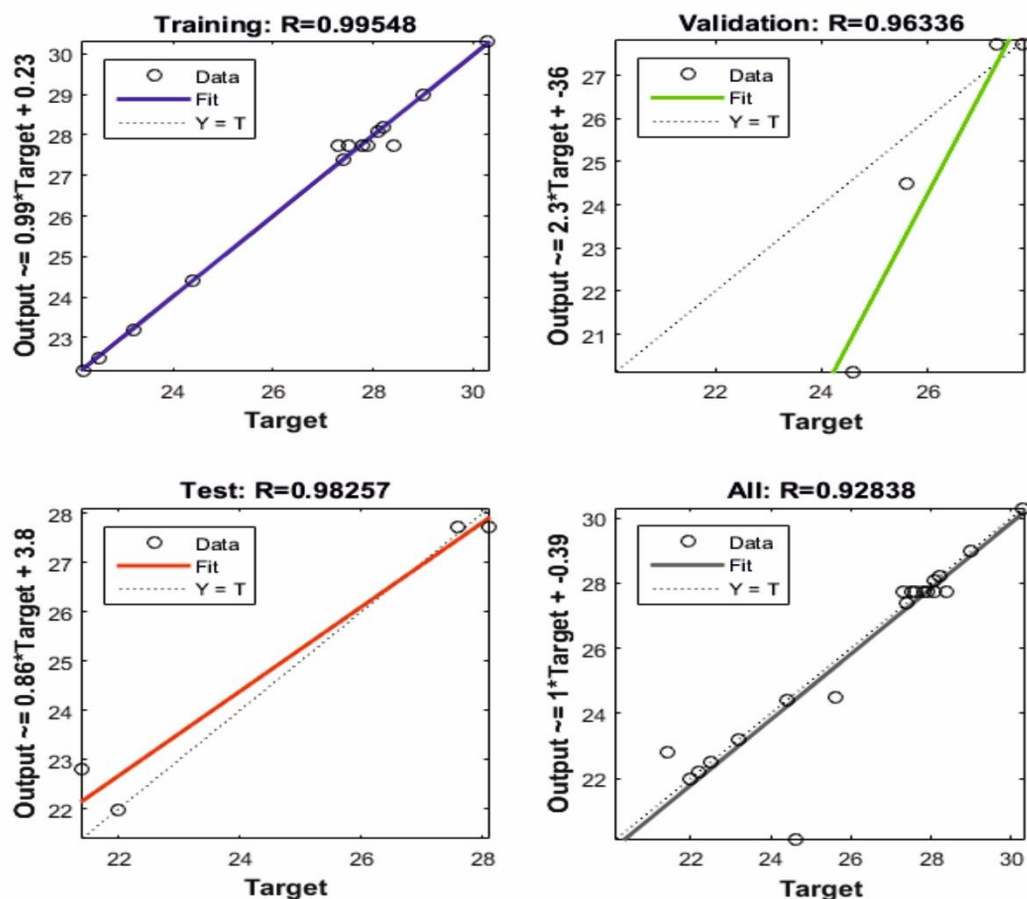 Training: R=0.99548
Output ~= 0.99*Target + 0.23
Data
Fit
Y = T
30
29
28
27
26
25
24
23
24
26
28
30
Target
Validation: R=0.96336
Output ~= 2.3*Target + -36
Data
Fit
Y = T
27
26
25
24
23
22
21
22
24
26
Target
Test: R=0.98257
Output ~= 0.86*Target + 3.8
Data
Fit
Y = T
28
27
26
25
24
23
22
22
24
26
28
Target
All: R=0.92838
Output ~= 1*Target + -0.39
Data
Fit
Y = T
30
28
26
24
22
22
24
26
28
30
Target